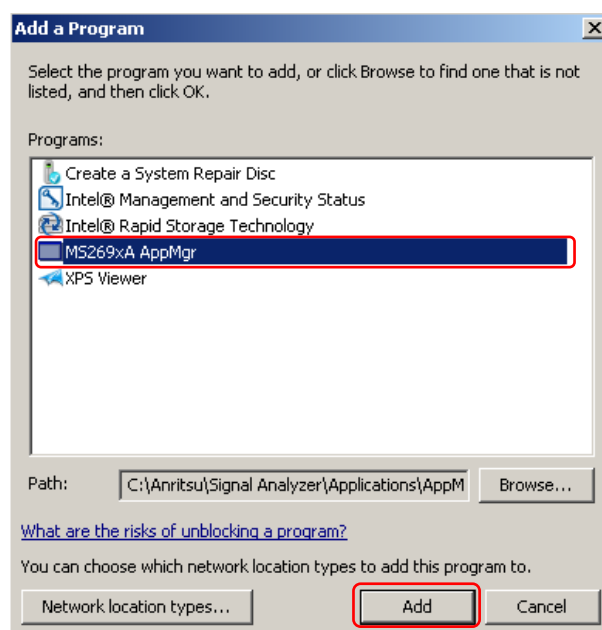 Add a Program
Select the program you want to add, or click Browse to find one that is not
listed, and then click OK.
Programs:
Create a System Repair Disc
Intel® Management and Security Status
Intel® Rapid Storage Technology
MS269xA AppMgr
XPS Viewer
Path: C:\Anritsu\Signal Analyzer\Applications\AppM Browse...
What are the risks of unblocking a program?
You can choose which network location types to add this program to.
Network location types... Add Cancel